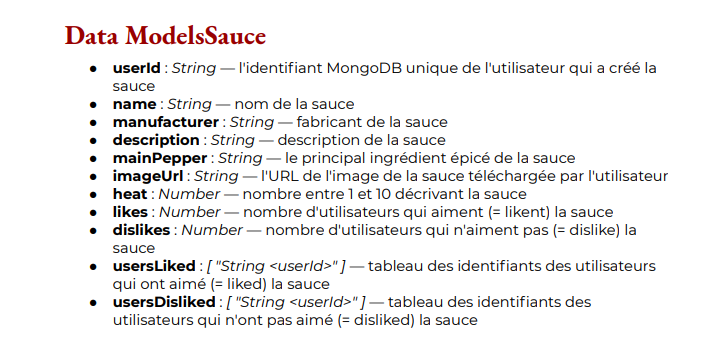 Data ModelsSauce
● userId : String — l'identifiant MongoDB unique de l'utilisateur qui a créé la
sauce
● name : String — nom de la sauce
● manufacturer : String — fabricant de la sauce
● description : String — description de la sauce
● mainPepper : String — le principal ingrédient épicé de la sauce
● imageUrl : String — l'URL de l'image de la sauce téléchargée par l'utilisateur
● heat : Number — nombre entre 1 et 10 décrivant la sauce
● likes : Number — nombre d'utilisateurs qui aiment (= likent) la sauce
● dislikes : Number — nombre d'utilisateurs qui n'aiment pas (= dislike) la
sauce
● usersLiked : [ "String <userId>" ] — tableau des identifiants des utilisateurs
qui ont aimé (= liked) la sauce
● usersDisliked : [ "String <userId>" ] — tableau des identifiants des
utilisateurs qui n'ont pas aimé (= disliked) la sauce